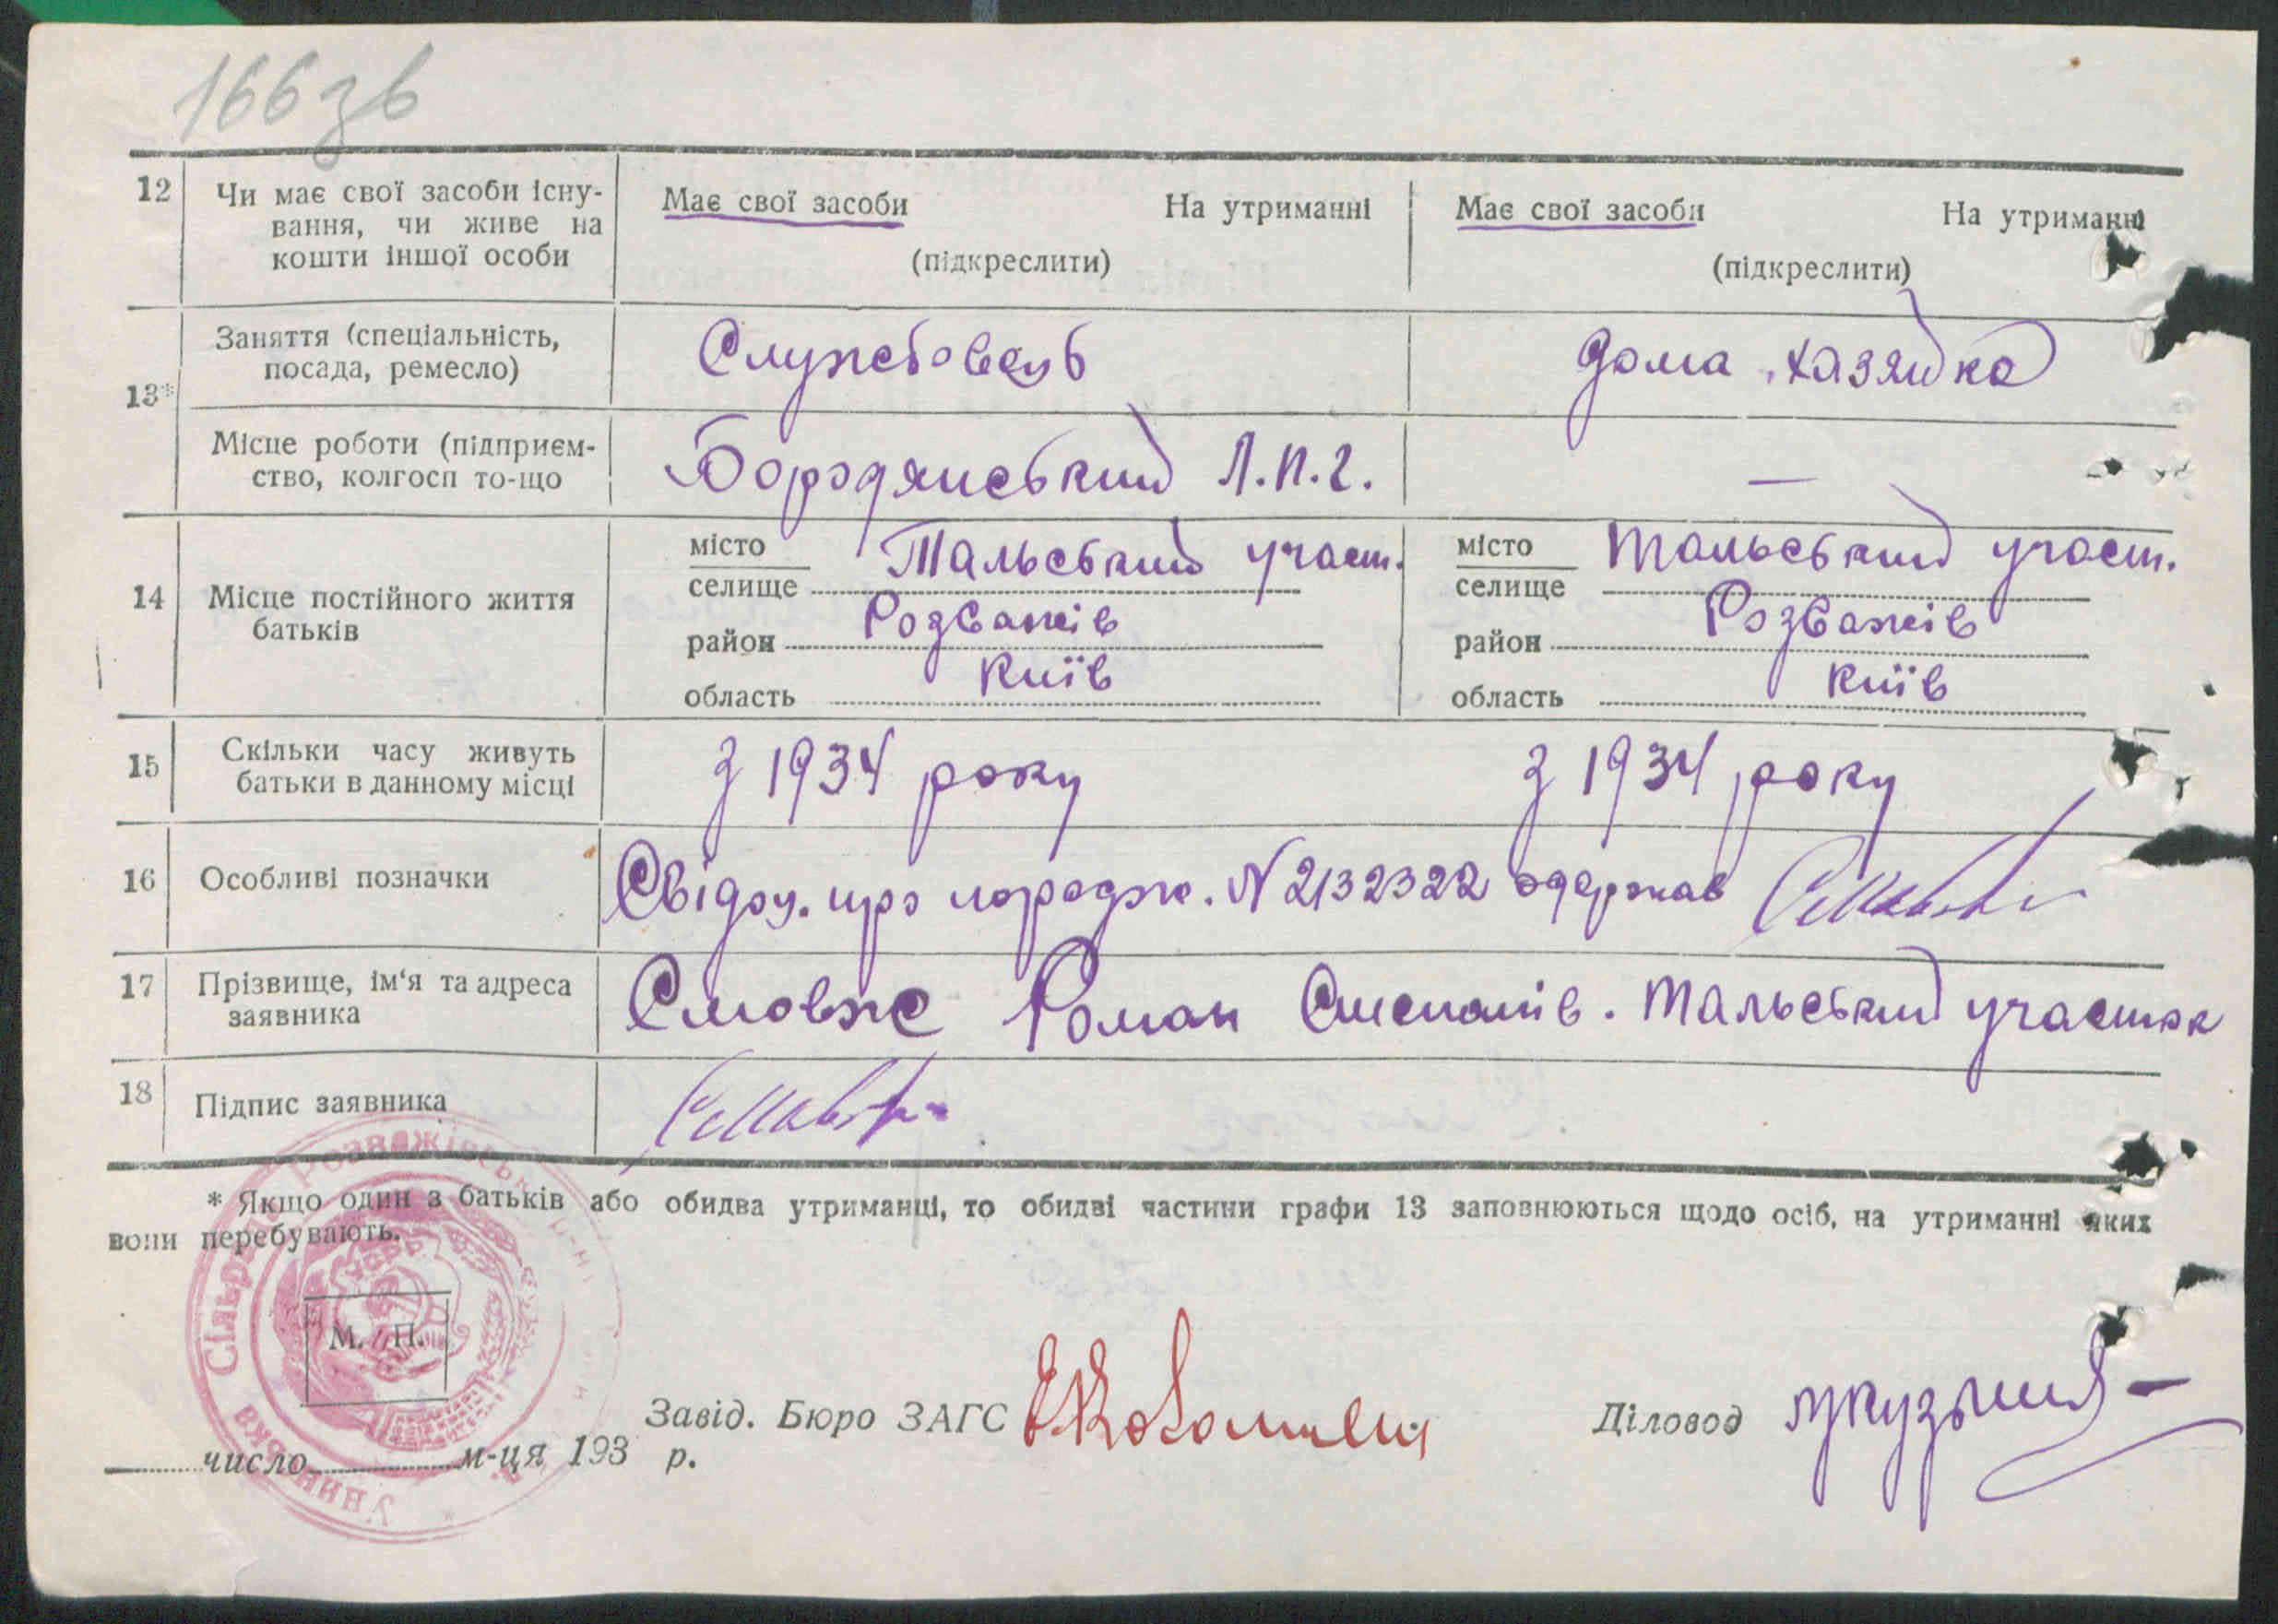 166 зв
12 Чи має свої засоби існу- Має свої засоби На утриманні Має свої засоби На утриманні
вання, чи живе на
кошти іншої особи (підкреслити) (підкреслити)
Заняття (спеціальність, Службовець дома хазяйка
посада, ремесло)
13*
Місце роботи (підприєм- Бородянський Л.П.Г. —
ство, колгосп то-що
місто Тальський участ. місто Тальський участ.
селище селище
14 Місце постійного життя
батьків
район Розважів район Розважів
область Київ область Київ
15 Скільки часу живуть з 1934 року з 1934 року
батьки в данному місці
16 Особливі позначки Свідоц. про народж. N 2132322 одержав
17 Прізвище, ім'я та адреса Смовж Роман Степанів. Тальський участок
заявника
18 Підпис заявника
* Якщо один з батьків або обидва утриманці, то обидві частини графи 13 заповнюються щодо осіб, на утриманні яких
вони перебувають.
УСРР
М. П.
Завід. Бюро ЗАГС Діловод
число м-ця 193 р.